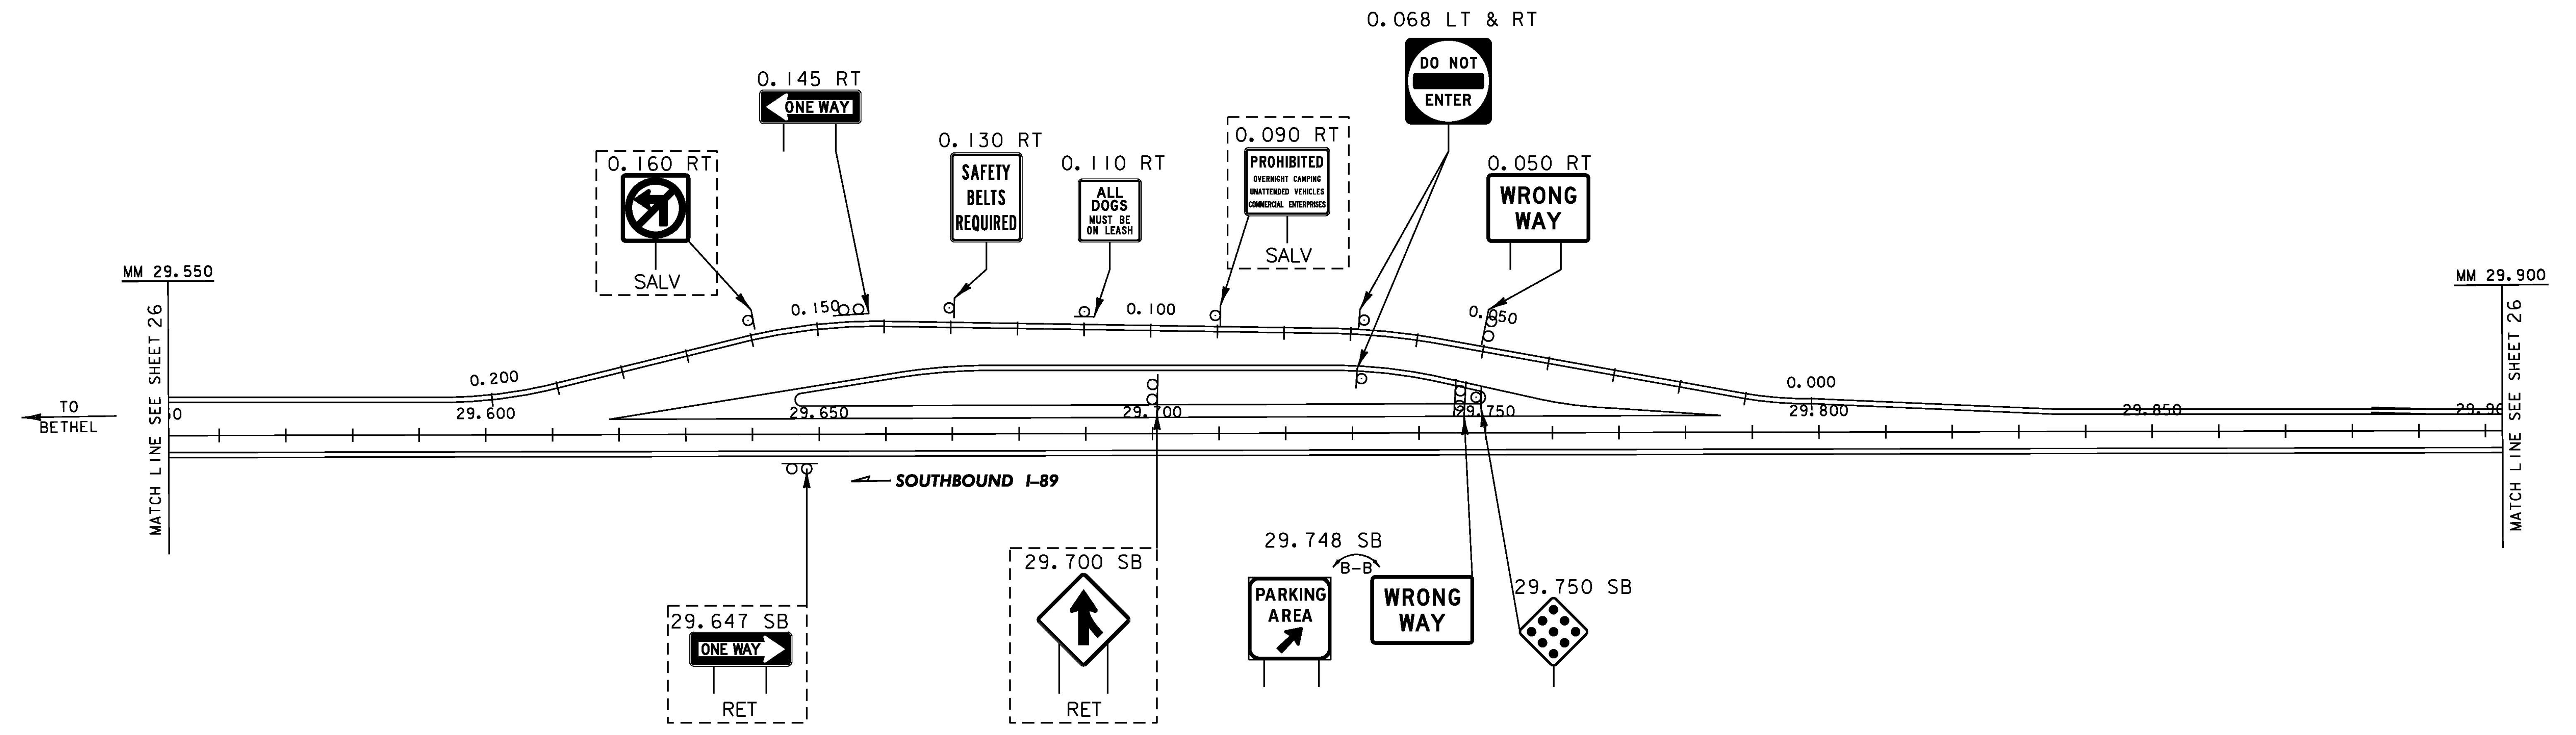 0.068 LT & RT
DO NOT
ENTER
0.145 RT
ONE WAY
0.130 RT
SAFETY
BELTS
REQUIRED
0.110 RT
ALL
DOGS
MUST BE
ON LEASH
0.090 RT
PROHIBITED
OVERNIGHT CAMPING
UNATTENDED VEHICLES
COMMERCIAL ENTERPRISES
SALV
0.050 RT
WRONG
WAY
0.160 RT
SALV
MM 29.550
MM 29.900
MATCH LINE SEE SHEET 26
MATCH LINE SEE SHEET 26
0.200
0.150
0.100
0.050
0.000
TO
BETHEL
29.600
29.650
29.700
29.750
29.800
29.850
29.90
SOUTHBOUND I-89
29.647 SB
ONE WAY
RET
29.700 SB
RET
29.748 SB
B-B
PARKING
AREA
WRONG
WAY
29.750 SB